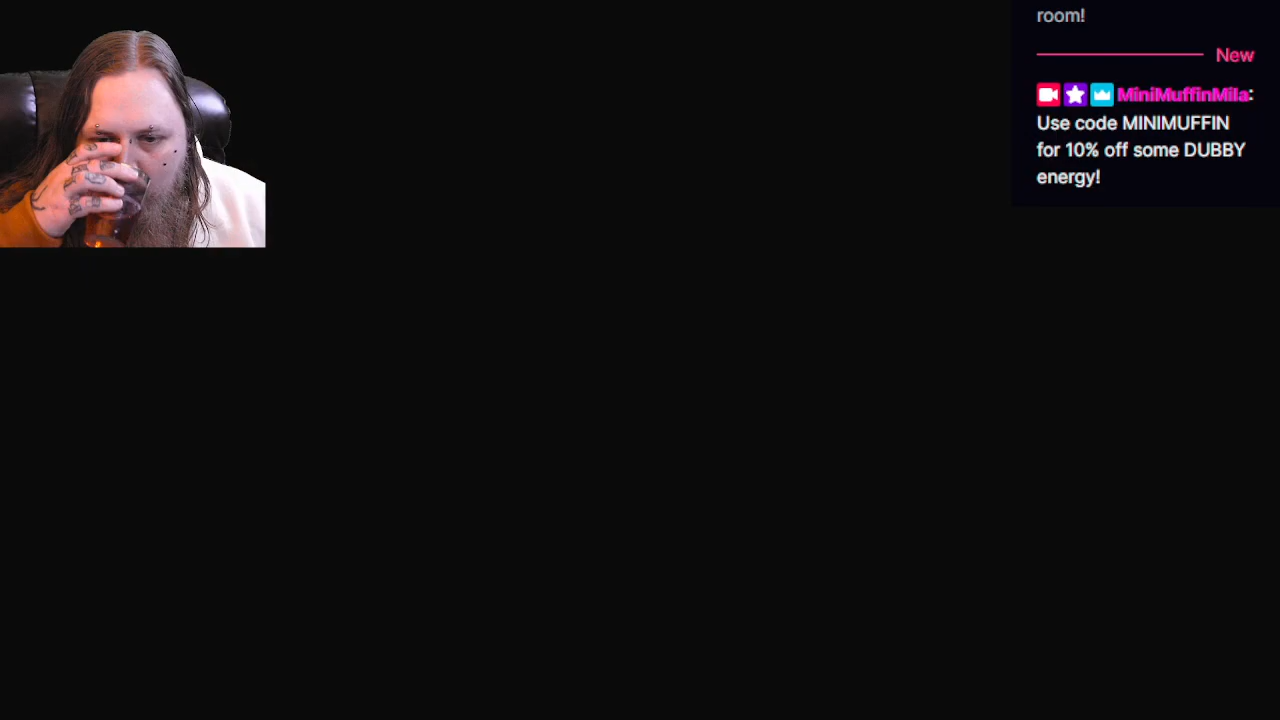 room!
New
MiniMuffinMila:
Use code MINIMUFFIN
for 10% off some DUBBY
energy!